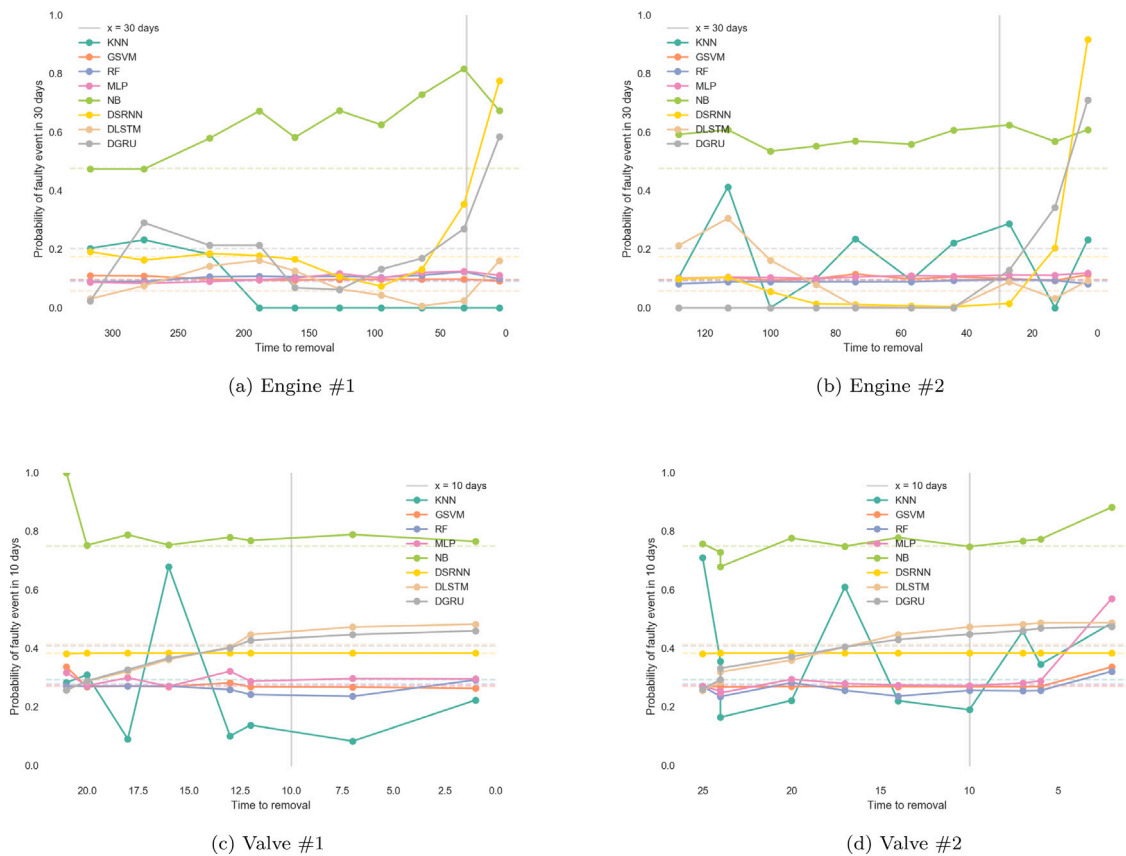 1.0
0.8
0.6
0.4
0.2
0.0
Probability of faulty event in 30 days
x = 30 days
KNN
GSVM
RF
MLP
NB
DSRNN
DLSTM
DGRU
300 250 200 150 100 50 0
Time to removal
(a) Engine #1
1.0
0.8
0.6
0.4
0.2
0.0
Probability of faulty event in 30 days
x = 30 days
KNN
GSVM
RF
MLP
NB
DSRNN
DLSTM
DGRU
120 100 80 60 40 20 0
Time to removal
(b) Engine #2
1.0
0.8
0.6
0.4
0.2
0.0
Probability of faulty event in 10 days
x = 10 days
KNN
GSVM
RF
MLP
NB
DSRNN
DLSTM
DGRU
20.0 17.5 15.0 12.5 10.0 7.5 5.0 2.5 0.0
Time to removal
(c) Valve #1
1.0
0.8
0.6
0.4
0.2
0.0
Probability of faulty event in 10 days
x = 10 days
KNN
GSVM
RF
MLP
NB
DSRNN
DLSTM
DGRU
25 20 15 10 5
Time to removal
(d) Valve #2